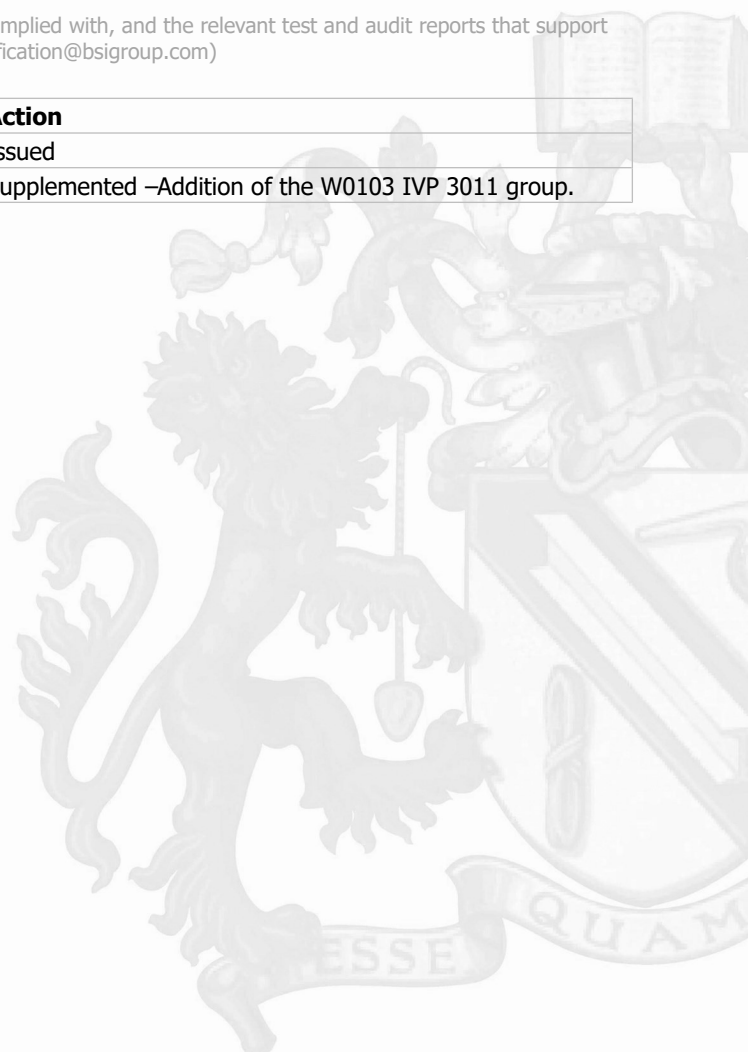 mplied with, and the relevant test and audit reports that support
fication@bsigroup.com)
Action
ssued
upplemented –Addition of the W0103 IVP 3011 group.
ESSE QUAM